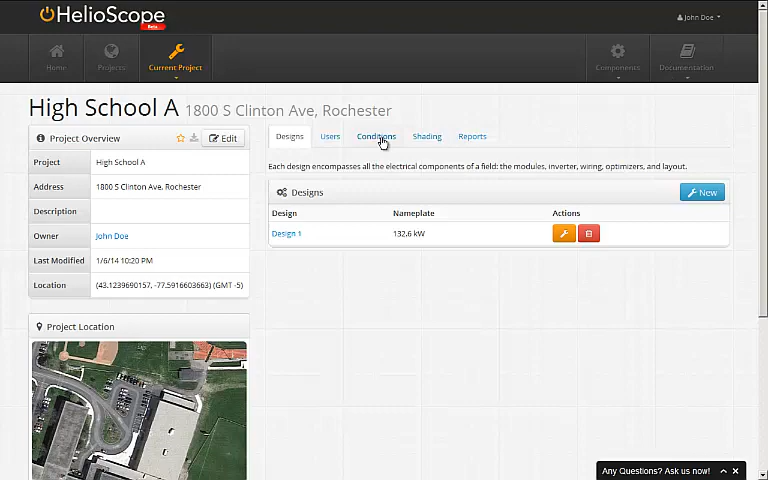 HelioScope
Beta
John Doe
Home
Projects
Current Project
Components
Documentation
High School A 1800 S Clinton Ave, Rochester
Project Overview
Edit
Project High School A
Address 1800 S Clinton Ave, Rochester
Description
Owner John Doe
Last Modified 1/6/14 10:20 PM
Location (43.1239690157, -77.5916603663) (GMT -5)
Project Location
Designs Users Conditions Shading Reports
Each design encompasses all the electrical components of a field: the modules, inverter, wiring, optimizers, and layout.
Designs
New
Design Nameplate Actions
Design 1 132.6 kW
Any Questions? Ask us now!